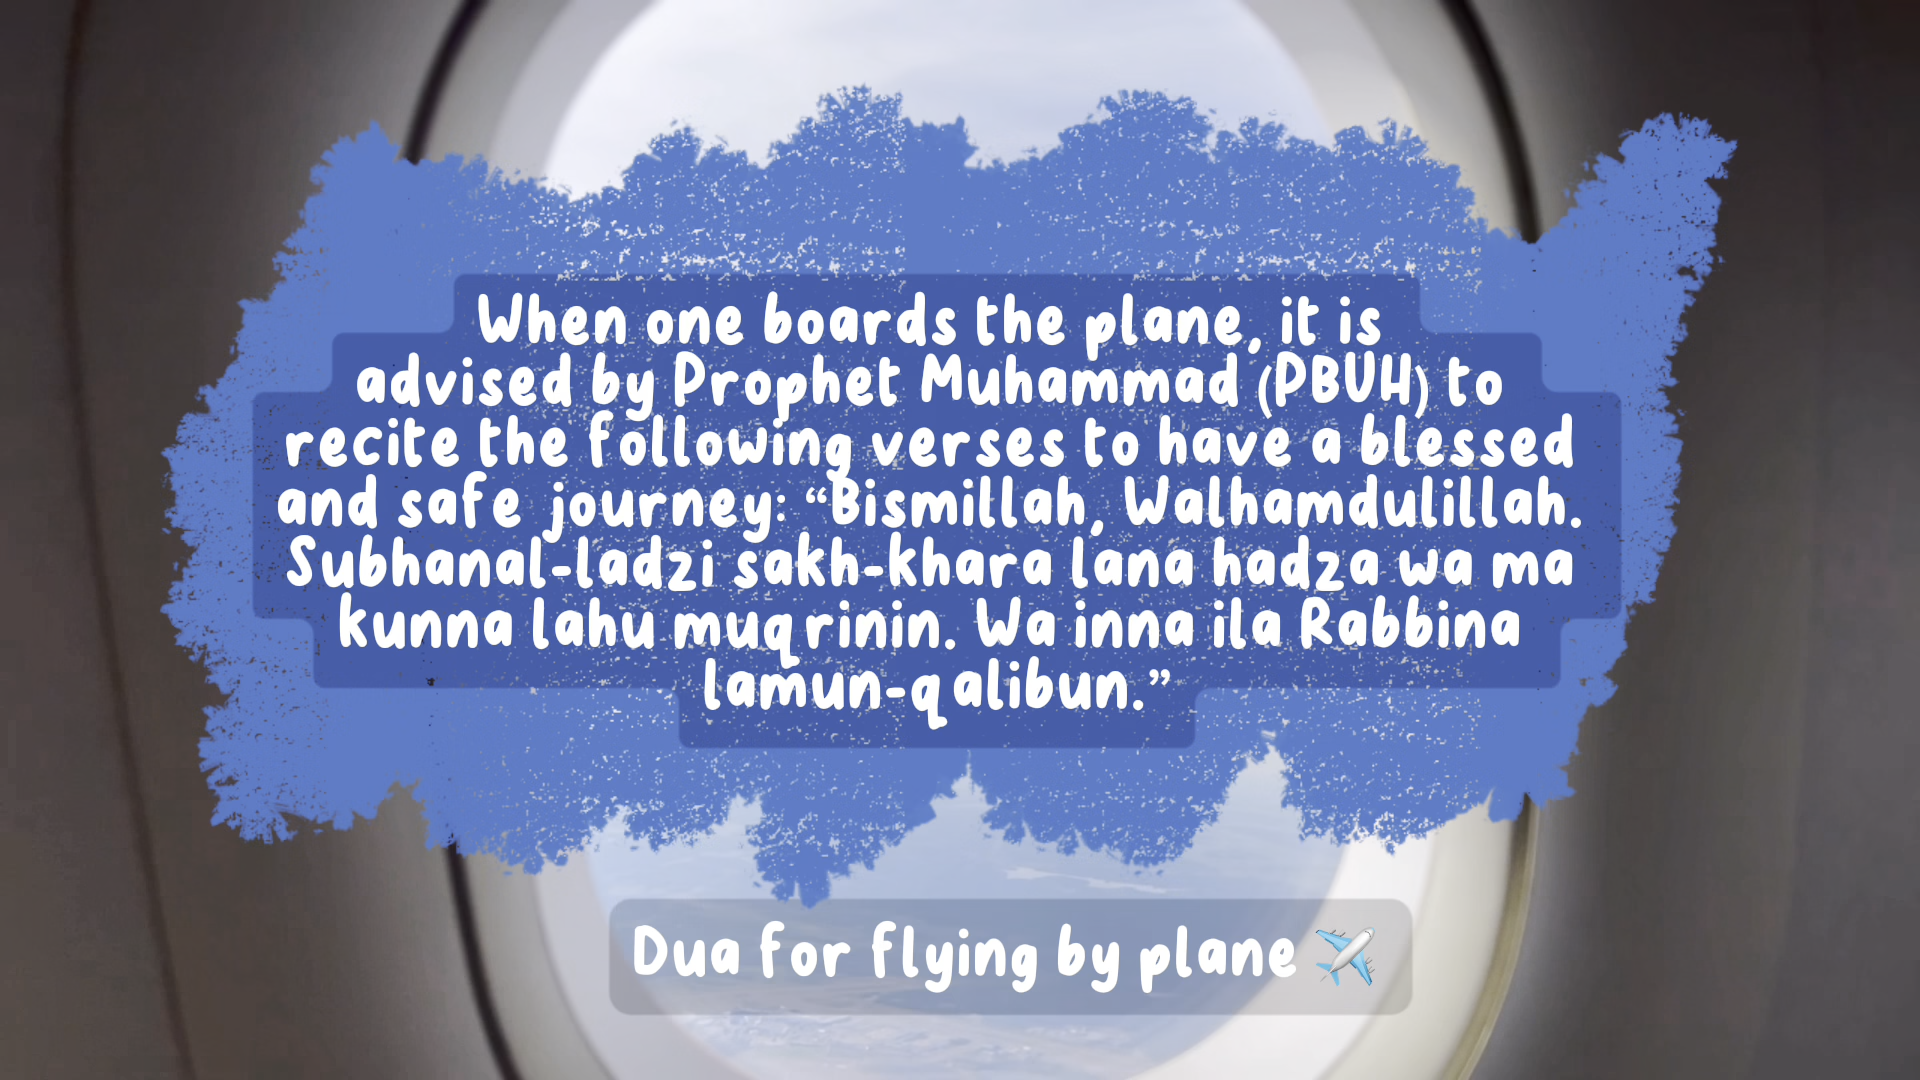 When one boards the plane, it is
advised by Prophet Muhammad (PBUH) to
recite the following verses to have a blessed
and safe journey: “Bismillah, Walhamdulillah.
Subhanal-ladzi sakh-khara lana hadza wa ma
kunna lahu muqrinin. Wa inna ila Rabbina
lamun-qalibun.”
Dua for flying by plane ✈️